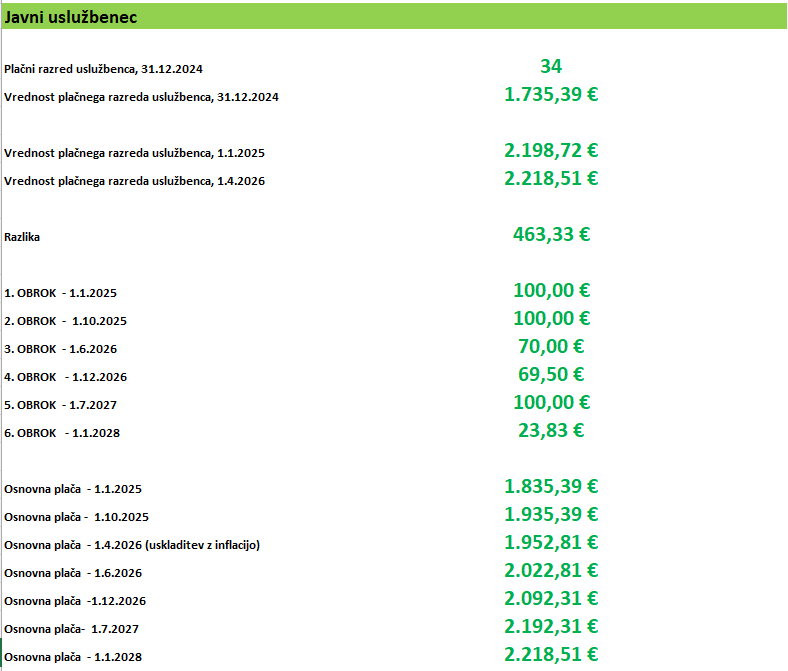 Javni uslužbenec
Plačni razred uslužbenca, 31.12.2024 34
Vrednost plačnega razreda uslužbenca, 31.12.2024 1.735,39 €
Vrednost plačnega razreda uslužbenca, 1.1.2025 2.198,72 €
Vrednost plačnega razreda uslužbenca, 1.4.2026 2.218,51 €
Razlika 463,33 €
1. OBROK - 1.1.2025 100,00 €
2. OBROK - 1.10.2025 100,00 €
3. OBROK - 1.6.2026 70,00 €
4. OBROK - 1.12.2026 69,50 €
5. OBROK - 1.7.2027 100,00 €
6. OBROK - 1.1.2028 23,83 €
Osnovna plača - 1.1.2025 1.835,39 €
Osnovna plača - 1.10.2025 1.935,39 €
Osnovna plača - 1.4.2026 (uskladitev z inflacijo) 1.952,81 €
Osnovna plača - 1.6.2026 2.022,81 €
Osnovna plača -1.12.2026 2.092,31 €
Osnovna plača- 1.7.2027 2.192,31 €
Osnovna plača - 1.1.2028 2.218,51 €